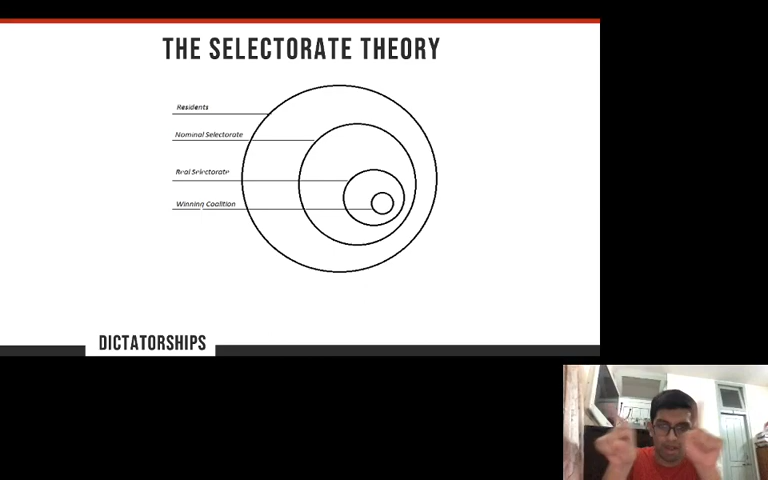 THE SELECTORATE THEORY
Residents
Nominal Selectorate
Real Selectorate
Winning Coalition
DICTATORSHIPS